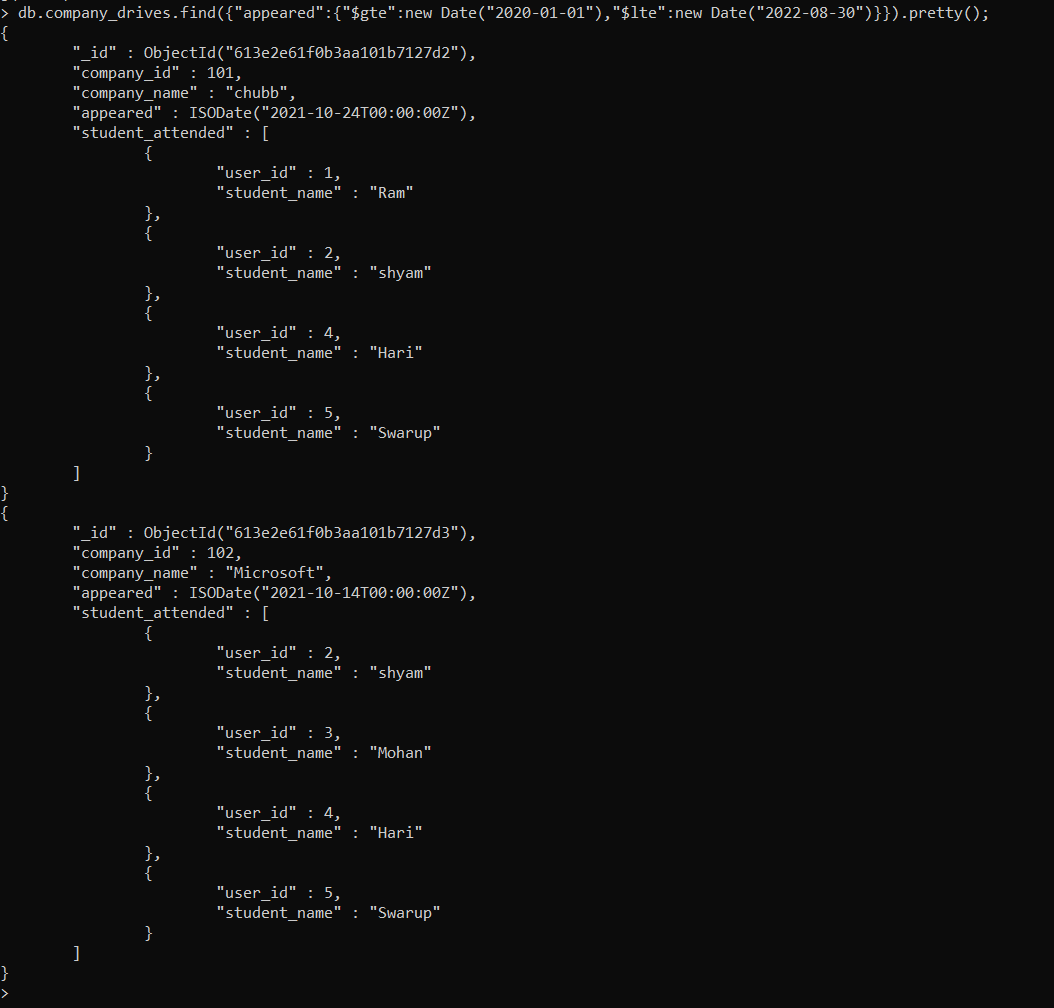 > db.company_drives.find({"appeared":{"$gte":new Date("2020-01-01"),"$lte":new Date("2022-08-30")}}).pretty();
{
        "_id" : ObjectId("613e2e61f0b3aa101b7127d2"),
        "company_id" : 101,
        "company_name" : "chubb",
        "appeared" : ISODate("2021-10-24T00:00:00Z"),
        "student_attended" : [
                {
                        "user_id" : 1,
                        "student_name" : "Ram"
                },
                {
                        "user_id" : 2,
                        "student_name" : "shyam"
                },
                {
                        "user_id" : 4,
                        "student_name" : "Hari"
                },
                {
                        "user_id" : 5,
                        "student_name" : "Swarup"
                }
        ]
}
{
        "_id" : ObjectId("613e2e61f0b3aa101b7127d3"),
        "company_id" : 102,
        "company_name" : "Microsoft",
        "appeared" : ISODate("2021-10-14T00:00:00Z"),
        "student_attended" : [
                {
                        "user_id" : 2,
                        "student_name" : "shyam"
                },
                {
                        "user_id" : 3,
                        "student_name" : "Mohan"
                },
                {
                        "user_id" : 4,
                        "student_name" : "Hari"
                },
                {
                        "user_id" : 5,
                        "student_name" : "Swarup"
                }
        ]
}
>